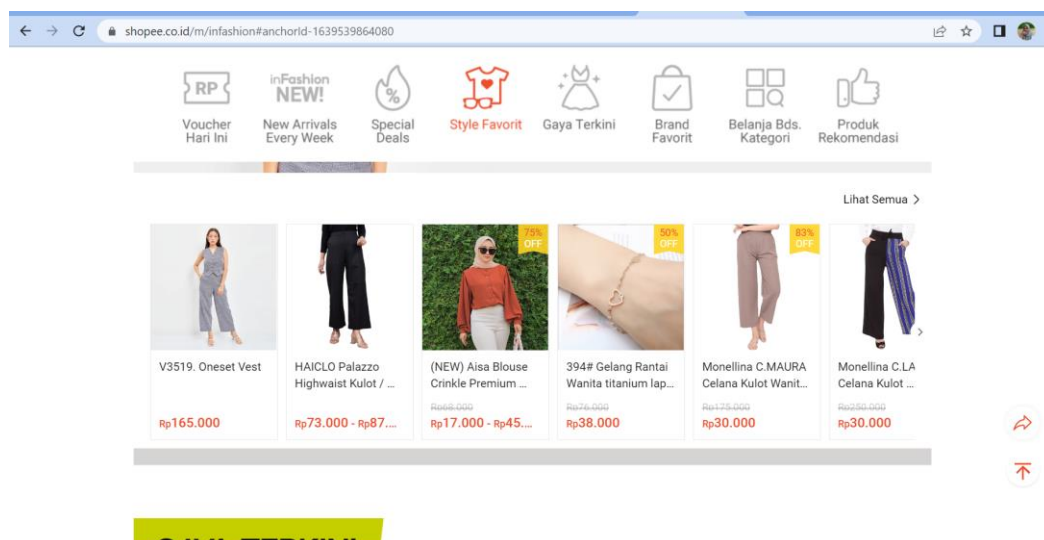 shopee.co.id/m/infashion#anchorId-1639539864080
RP
Voucher
Hari Ini
inFashion
NEW!
New Arrivals
Every Week
%
Special
Deals
Style Favorit
Gaya Terkini
Brand
Favorit
Belanja Bds.
Kategori
Produk
Rekomendasi
Lihat Semua >
V3519. Oneset Vest
Rp165.000
HAICLO Palazzo
Highwaist Kulot / ...
Rp73.000 - Rp87....
75%
OFF
(NEW) Aisa Blouse
Crinkle Premium ...
Rp68.000
Rp17.000 - Rp45....
50%
OFF
394# Gelang Rantai
Wanita titanium lap...
Rp76.000
Rp38.000
83%
OFF
Monellina C.MAURA
Celana Kulot Wanit...
Rp175.000
Rp30.000
Monellina C.LA
Celana Kulot ...
Rp250.000
Rp30.000